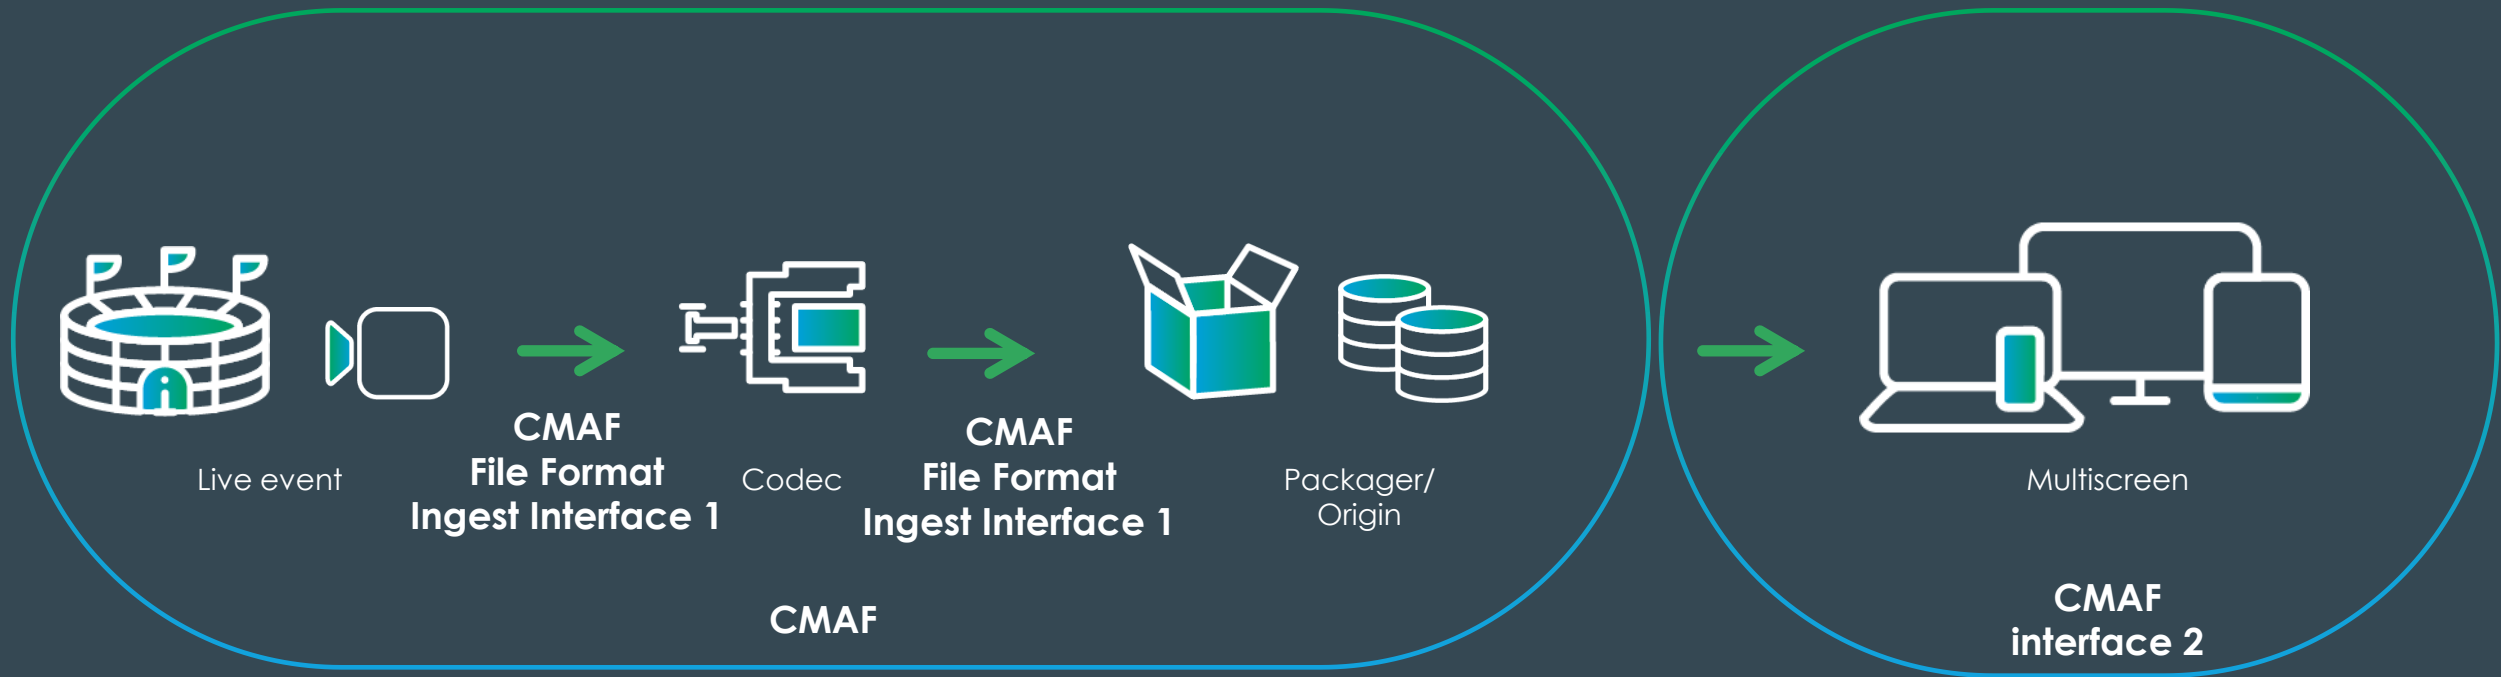 Live event
CMAF
File Format
Ingest Interface 1
Codec
CMAF
File Format
Ingest Interface 1
Packager/
Origin
CMAF
Multiscreen
CMAF
interface 2